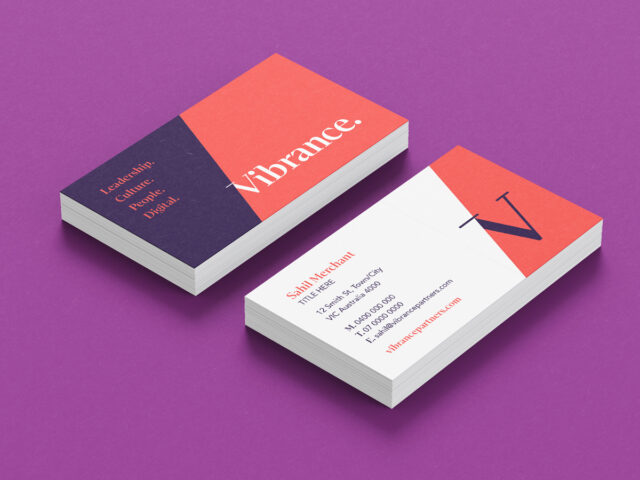 Leadership.
Culture.
People.
Digital.
Vibrance.
V
Sahil Merchant
TITLE HERE
12 Smith St, Town/City
VIC Australia 4000
M. 0400 000 000
T. 07 0000 0000
E. sahil@vibrancepartners.com
vibrancepartners.com